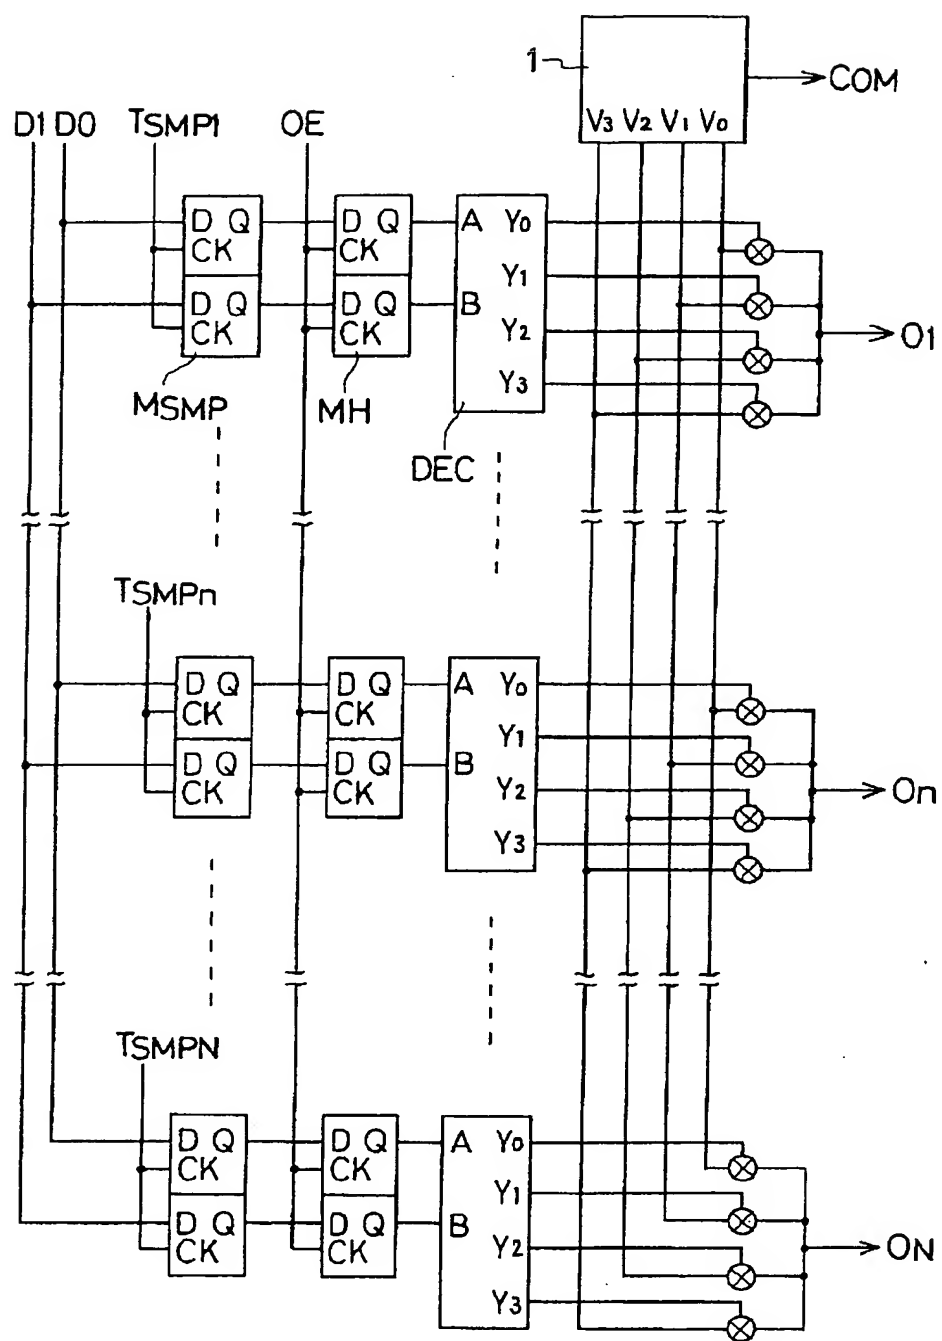 1
COM
V3 V2 V1 V0
D1 D0 TSMP1 OE
D Q D Q A Y0
CK CK
Y1
D Q D Q B
CK CK Y2
O1
Y3
MSMP MH
DEC
TSMPn
D Q D Q A Y0
CK CK
Y1
D Q D Q B
CK CK Y2
On
Y3
TSMPN
D Q D Q A Y0
CK CK
Y1
D Q D Q B
CK CK Y2
ON
Y3